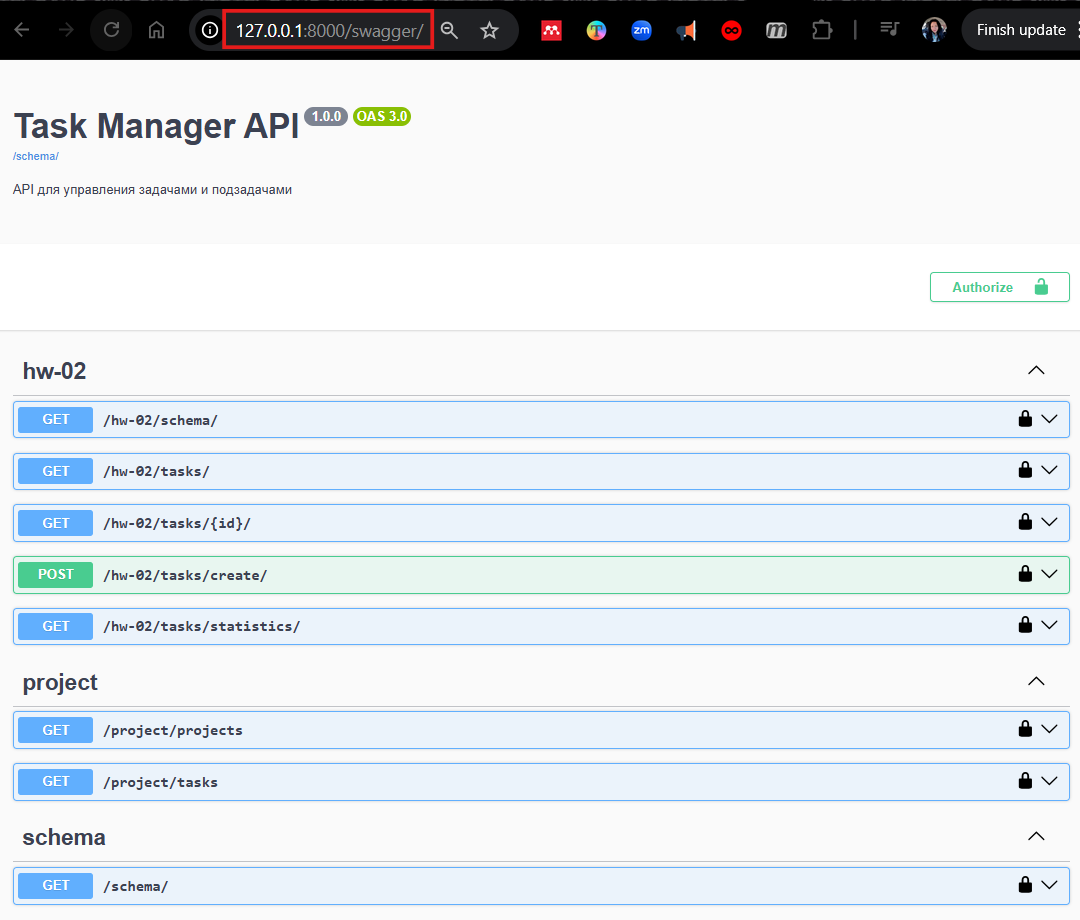 127.0.0.1:8000/swagger/
zm
m
Finish update
Task Manager API 1.0.0 OAS 3.0
/schema/
API для управления задачами и подзадачами
Authorize
hw-02
GET /hw-02/schema/
GET /hw-02/tasks/
GET /hw-02/tasks/{id}/
POST /hw-02/tasks/create/
GET /hw-02/tasks/statistics/
project
GET /project/projects
GET /project/tasks
schema
GET /schema/